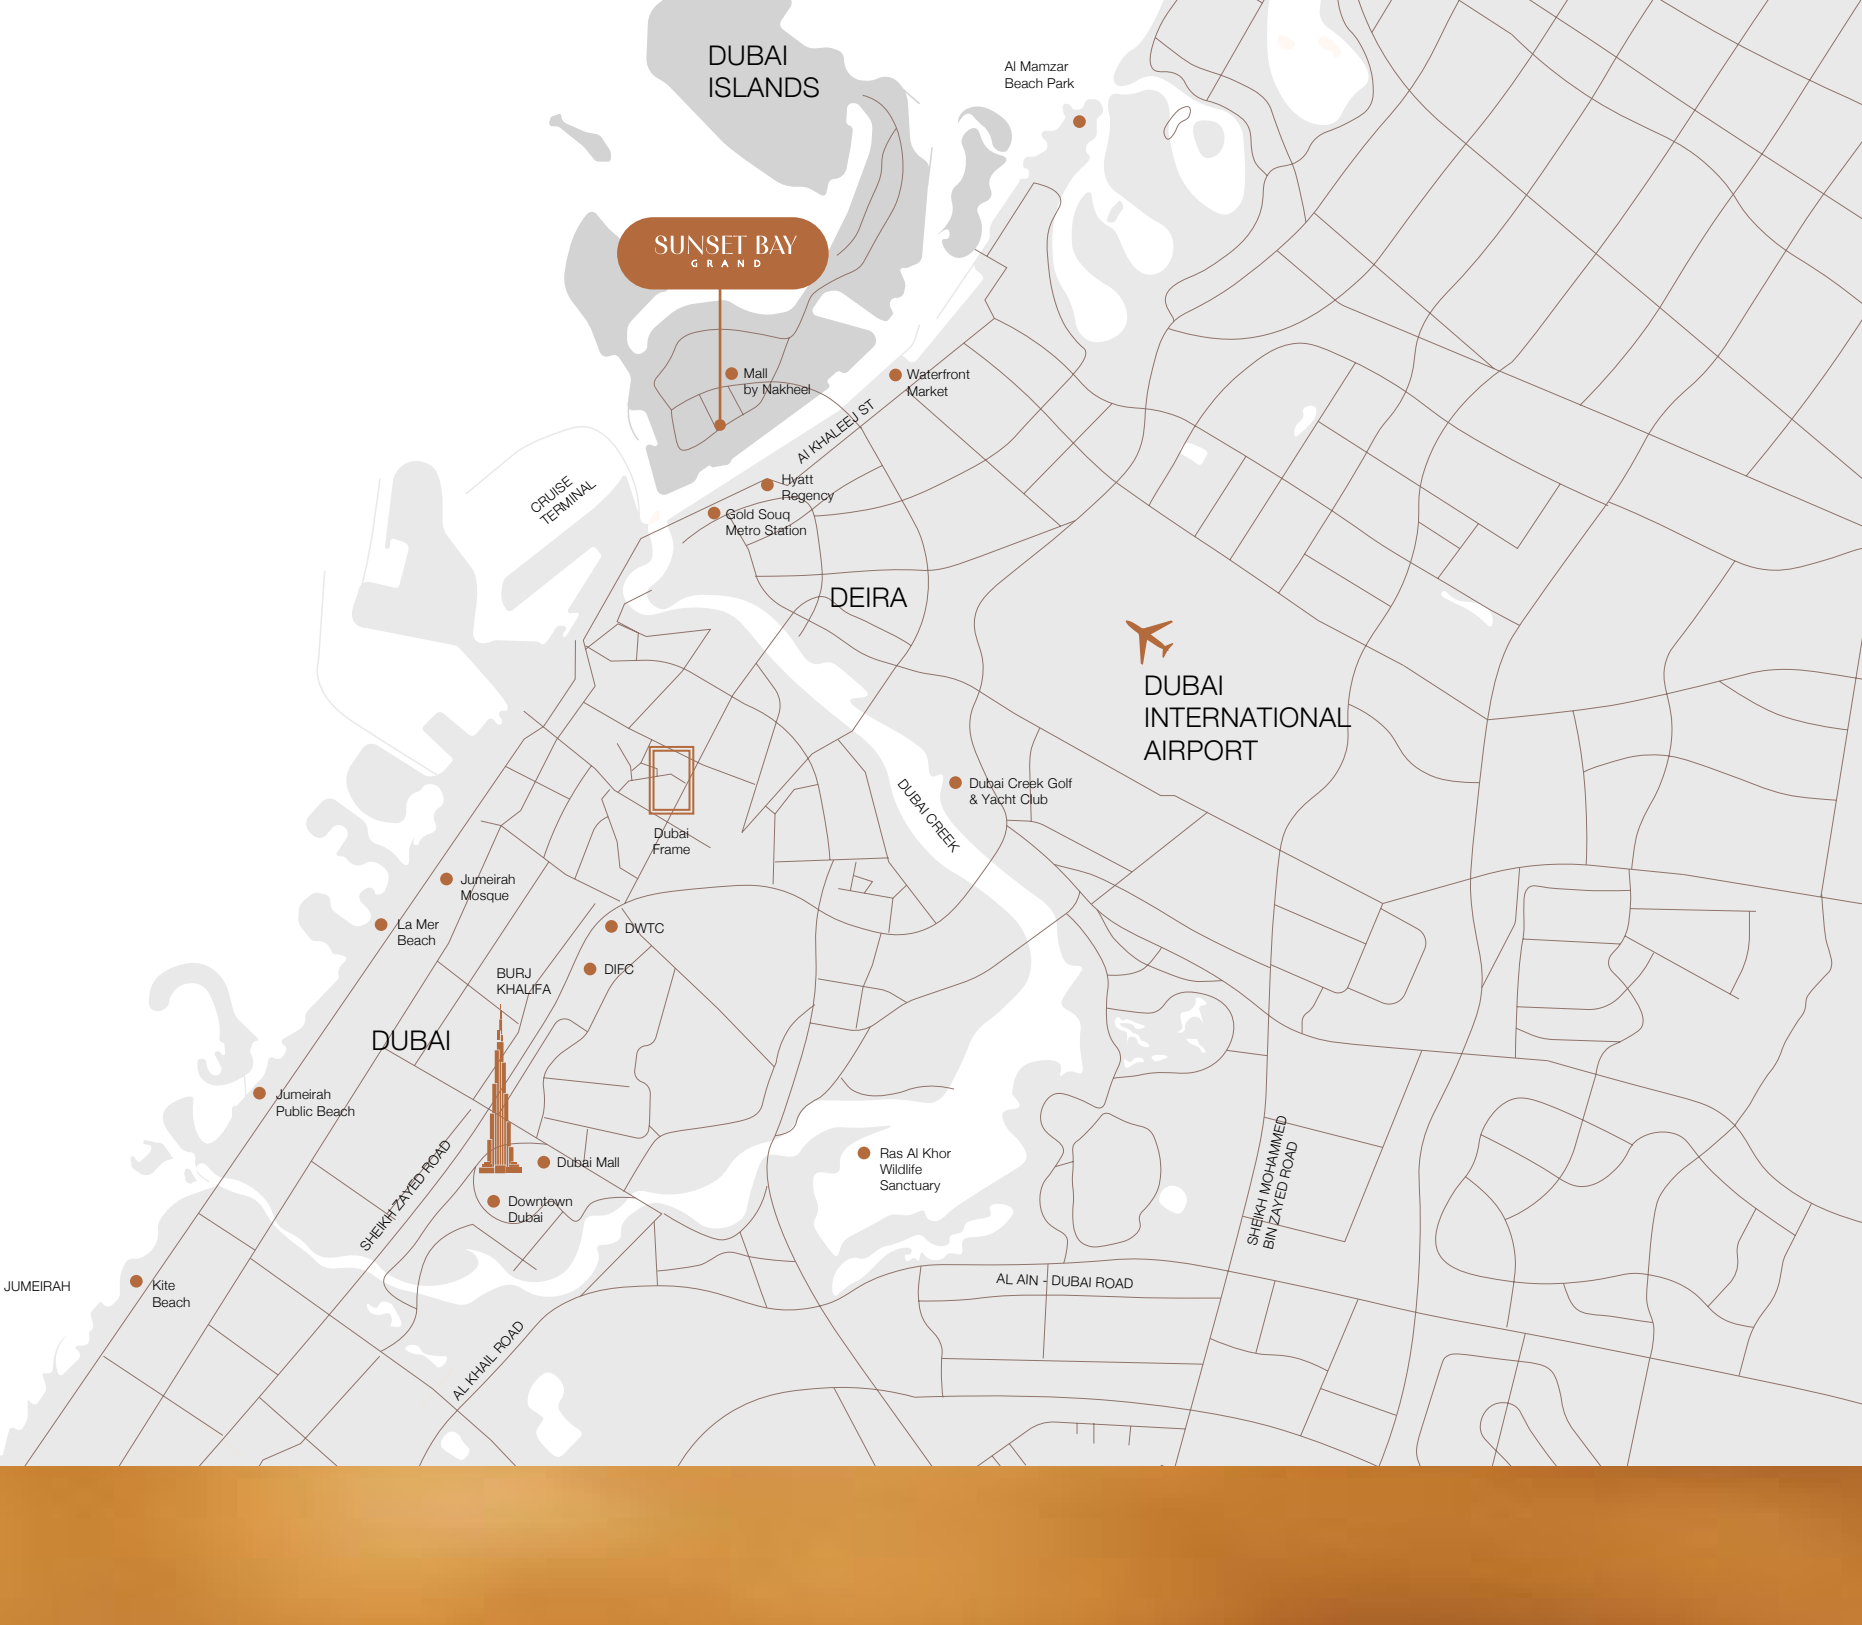 DUBAI
ISLANDS
Al Mamzar
Beach Park
SUNSET BAY
GRAND
Mall
by Nakheel
Waterfront
Market
Al KHALEEJ ST
CRUISE
TERMINAL
Hyatt
Regency
Gold Souq
Metro Station
DEIRA
DUBAI
INTERNATIONAL
AIRPORT
Dubai Creek Golf
& Yacht Club
DUBAI CREEK
Dubai
Frame
Jumeirah
Mosque
La Mer
Beach
DWTC
DIFC
BURJ
KHALIFA
DUBAI
Jumeirah
Public Beach
SHEIKH ZAYED ROAD
Dubai Mall
Downtown
Dubai
Ras Al Khor
Wildlife
Sanctuary
SHEIKH MOHAMMED
BIN ZAYED ROAD
JUMEIRAH
Kite
Beach
AL AIN - DUBAI ROAD
AL KHAIL ROAD